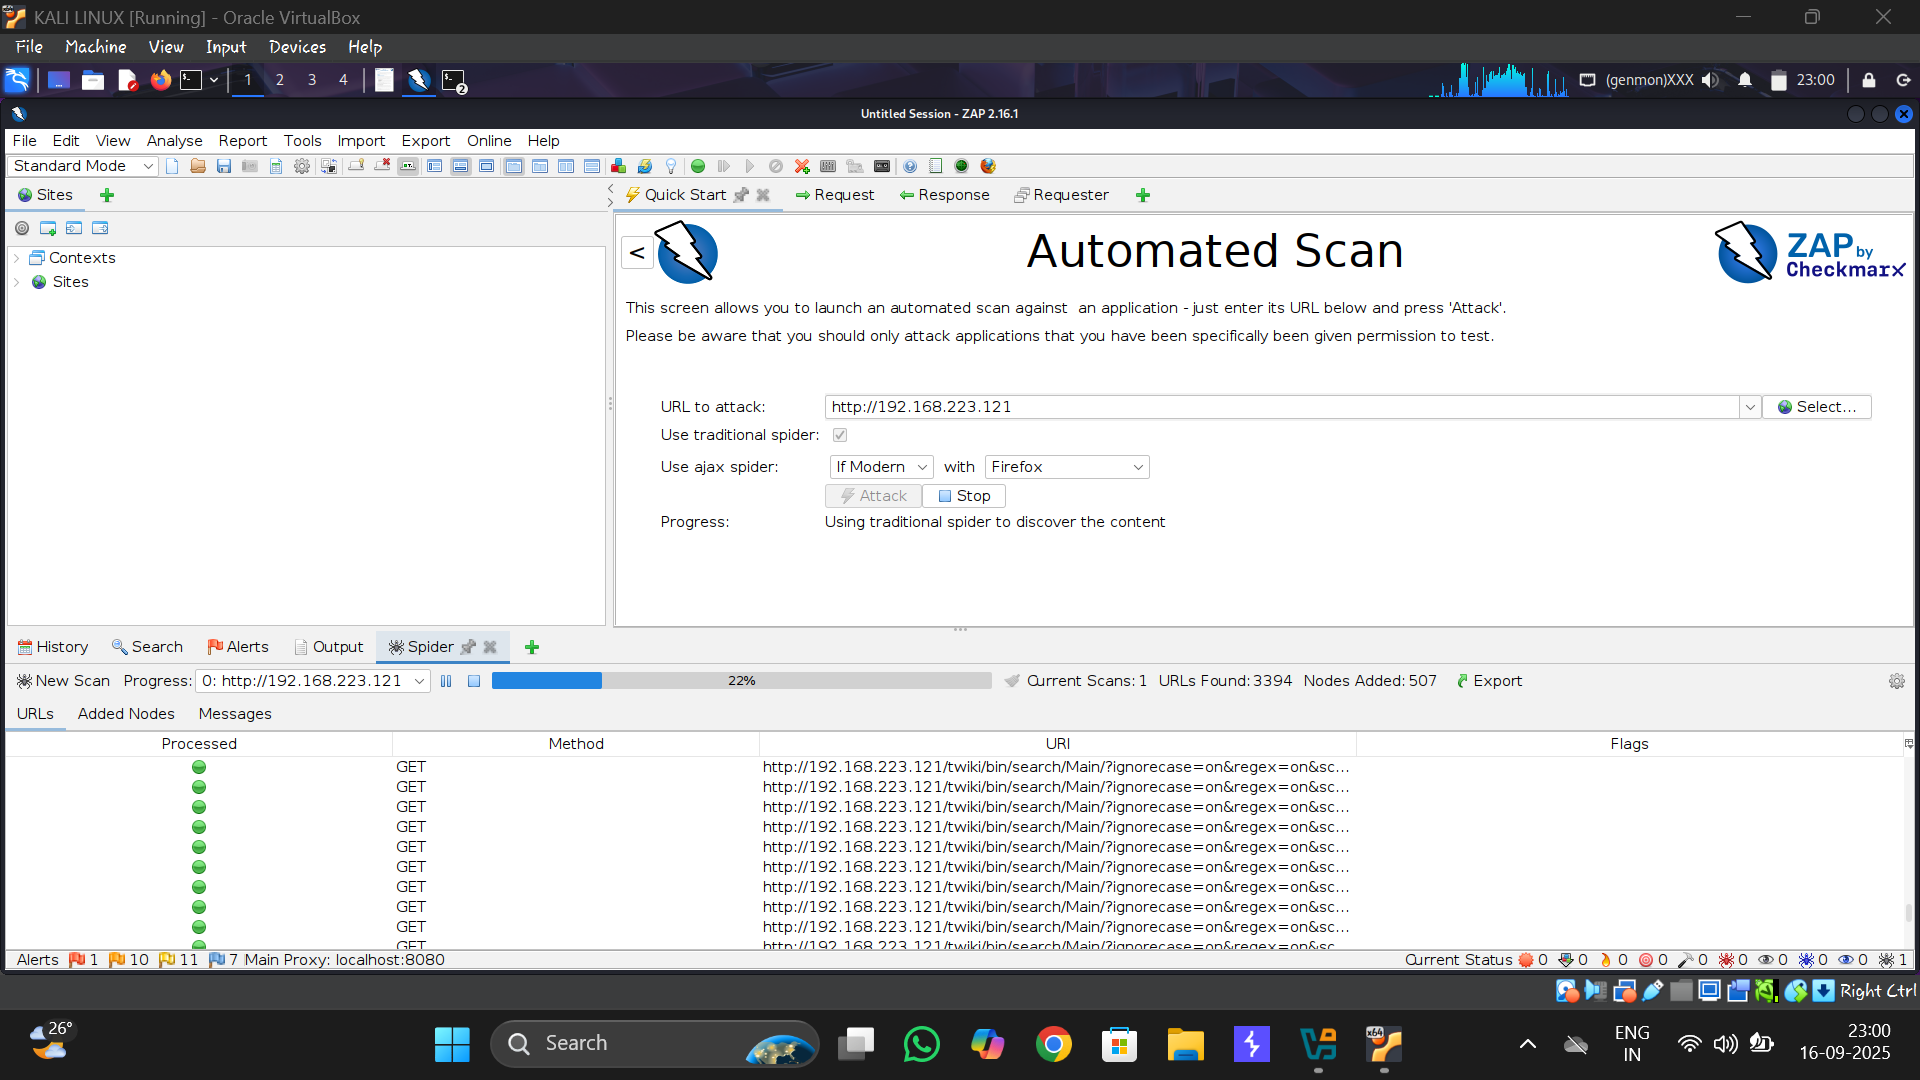 KALI LINUX [Running] - Oracle VirtualBox
File Machine View Input Devices Help
1 2 3 4 2 (genmon)XXX 23:00
Untitled Session - ZAP 2.16.1
File Edit View Analyse Report Tools Import Export Online Help
Standard Mode
Sites
Quick Start Request Response Requester
Contexts
Sites
< Automated Scan
ZAP by Checkmarx
This screen allows you to launch an automated scan against  an application - just enter its URL below and press 'Attack'.
Please be aware that you should only attack applications that you have been specifically been given permission to test.
URL to attack: http://192.168.223.121 Select...
Use traditional spider:
Use ajax spider: If Modern with Firefox
Attack Stop
Progress: Using traditional spider to discover the content
History Search Alerts Output Spider
New Scan Progress: 0: http://192.168.223.121 22% Current Scans: 1 URLs Found: 3394 Nodes Added: 507 Export
URLs Added Nodes Messages
Processed Method URI Flags
GET http://192.168.223.121/twiki/bin/search/Main/?ignorecase=on&regex=on&sc...
GET http://192.168.223.121/twiki/bin/search/Main/?ignorecase=on&regex=on&sc...
GET http://192.168.223.121/twiki/bin/search/Main/?ignorecase=on&regex=on&sc...
GET http://192.168.223.121/twiki/bin/search/Main/?ignorecase=on&regex=on&sc...
GET http://192.168.223.121/twiki/bin/search/Main/?ignorecase=on&regex=on&sc...
GET http://192.168.223.121/twiki/bin/search/Main/?ignorecase=on&regex=on&sc...
GET http://192.168.223.121/twiki/bin/search/Main/?ignorecase=on&regex=on&sc...
GET http://192.168.223.121/twiki/bin/search/Main/?ignorecase=on&regex=on&sc...
GET http://192.168.223.121/twiki/bin/search/Main/?ignorecase=on&regex=on&sc...
GET http://192.168.223.121/twiki/bin/search/Main/?ignorecase=on&regex=on&sc...
Alerts 1 10 11 7 Main Proxy: localhost:8080 Current Status 0 0 0 0 0 0 0 0 0 1
Right Ctrl
26° Search x64 ENG IN 23:00
16-09-2025